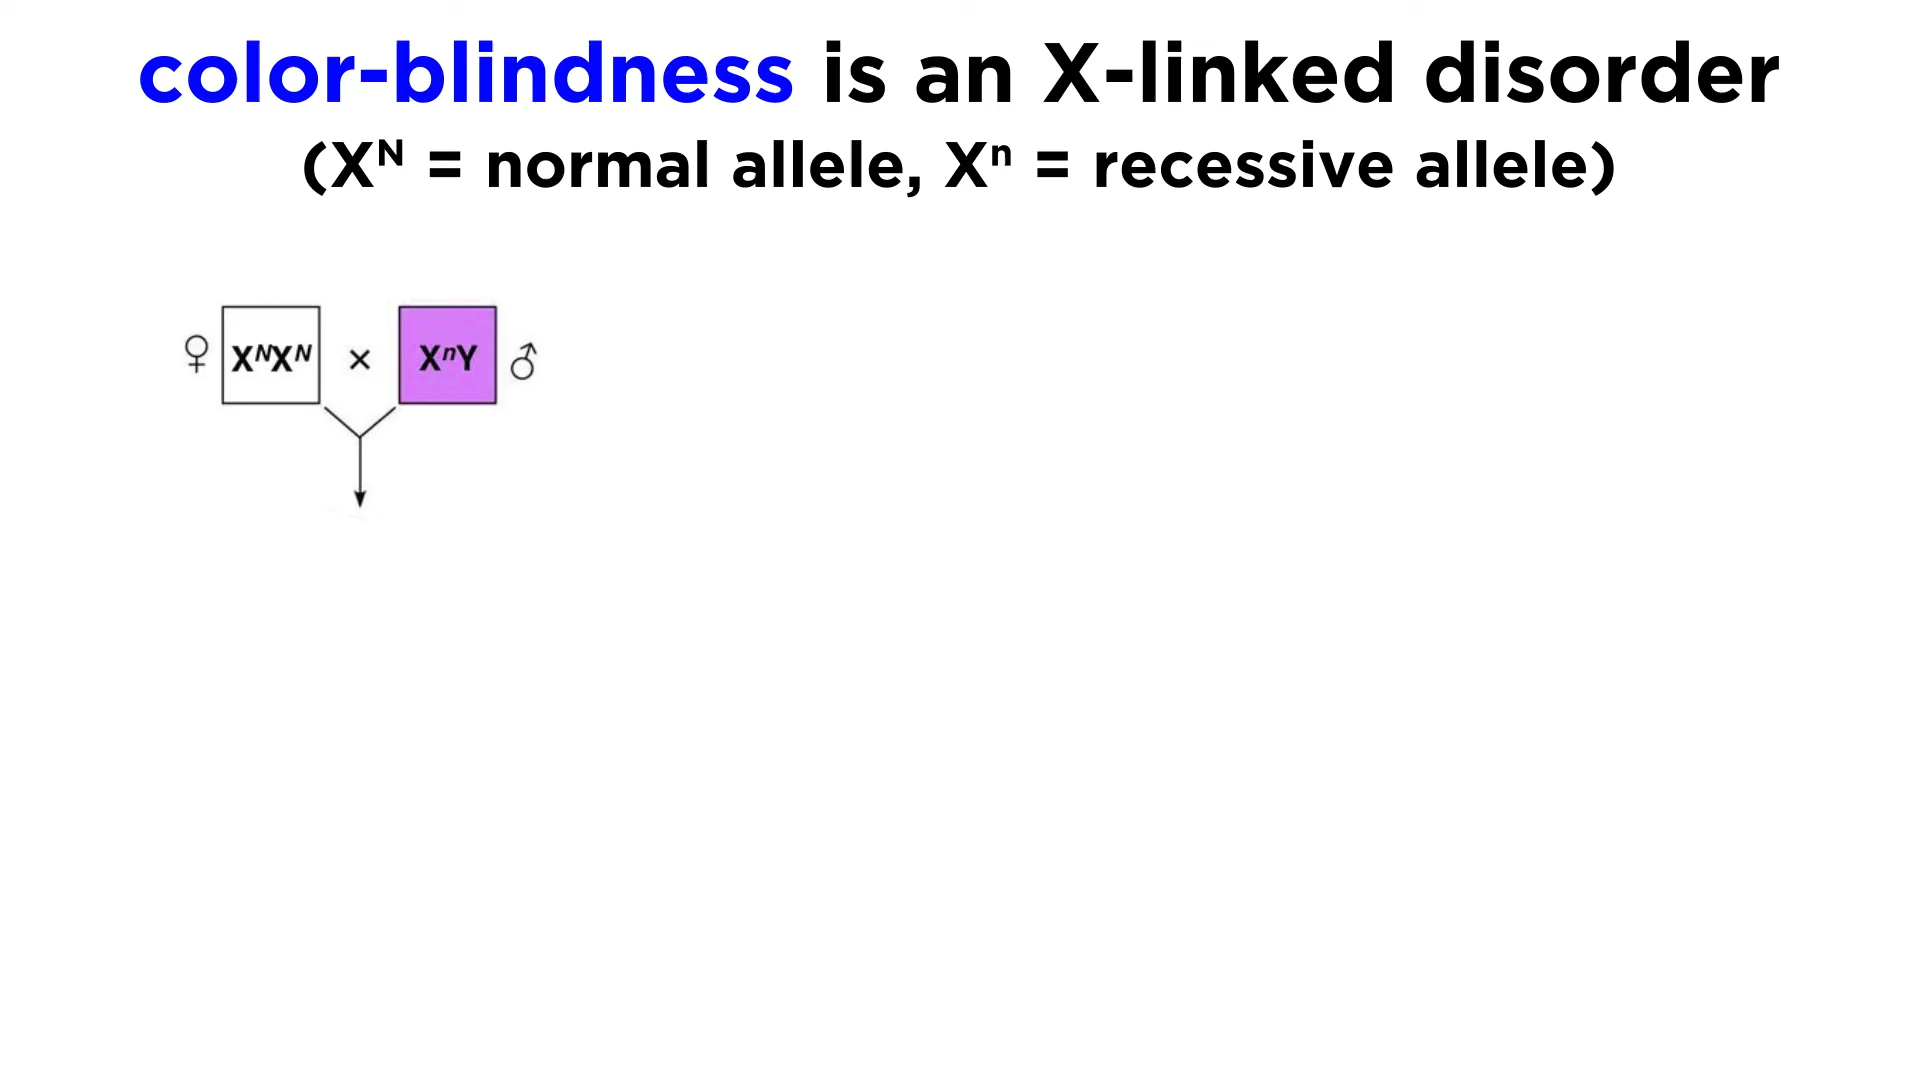 color-blindness is an X-linked disorder
(Xᴺ = normal allele, Xⁿ = recessive allele)
♀ XᴺXᴺ × XⁿY ♂